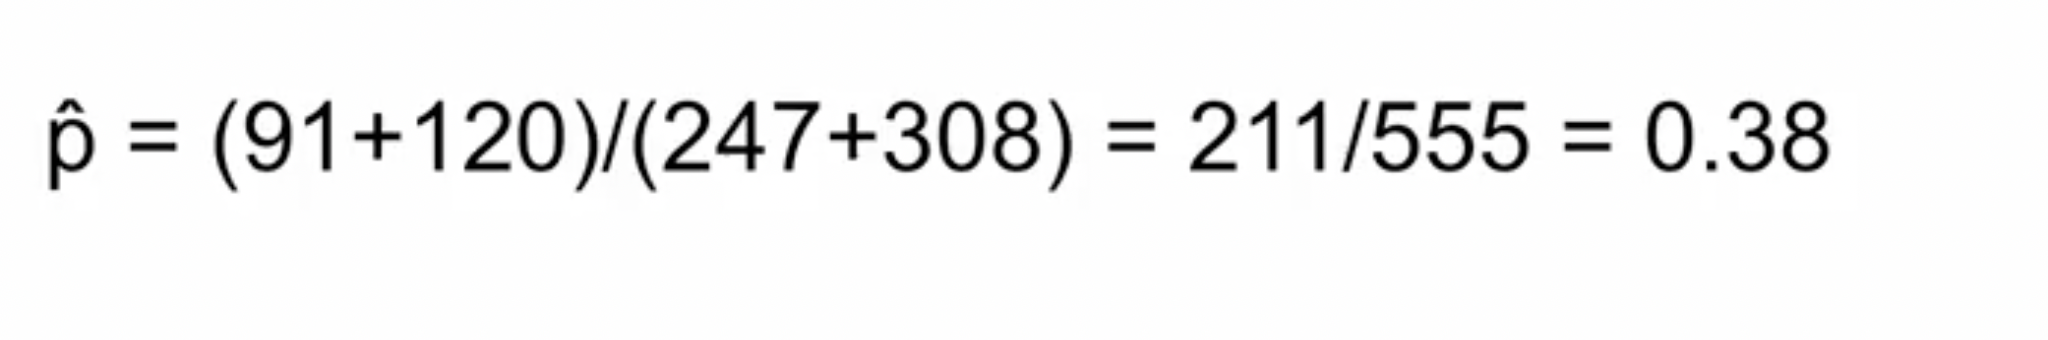 p̂ = (91+120)/(247+308) = 211/555 = 0.38